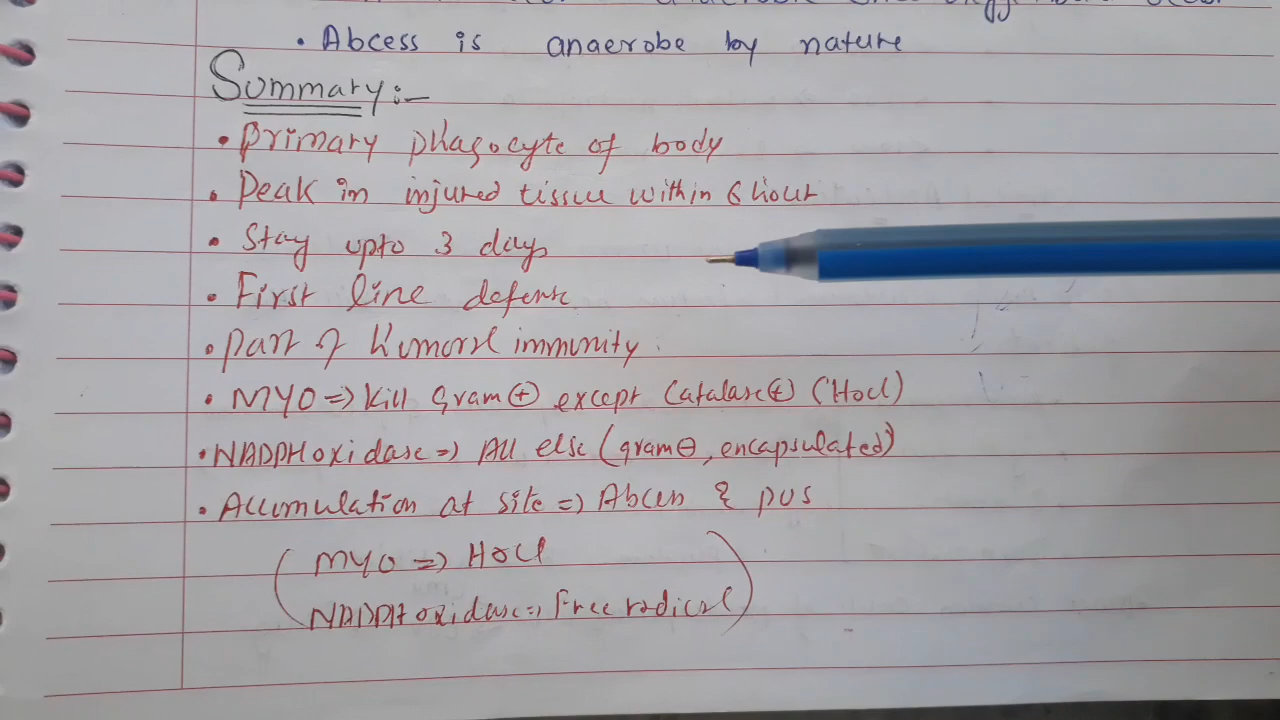 • Abcess is anaerobe by nature
Summary:-
• Primary phagocyte of body
• Peak in injured tissue within 6 hour
• Stay upto 3 days
• First line defense
• Part of humoral immunity
• MYO => kill gram ⊕ except Catalase⊕ (HOCl)
• NADPH oxidase => All else (gram⊖, encapsulated)
• Accumulation at site => Abcess & pus
(MYO => HOCl
NADPH oxidase => Free radical)